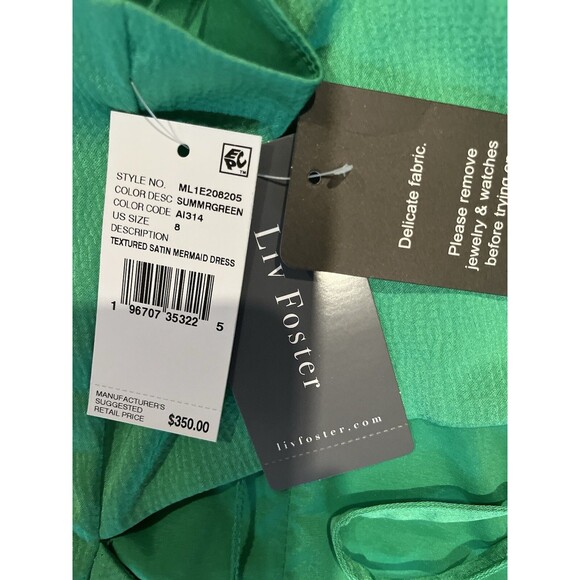 EPC™
STYLE NO. ML1E208205
COLOR DESC SUMMRGREEN
COLOR CODE AI314
US SIZE 8
DESCRIPTION
TEXTURED SATIN MERMAID DRESS
1 96707 35322 5
MANUFACTURER'S
SUGGESTED
RETAIL PRICE $350.00
LIV FOSTER
livfoster.com
Delicate fabric.
Please remove
jewelry & watches
before trying on